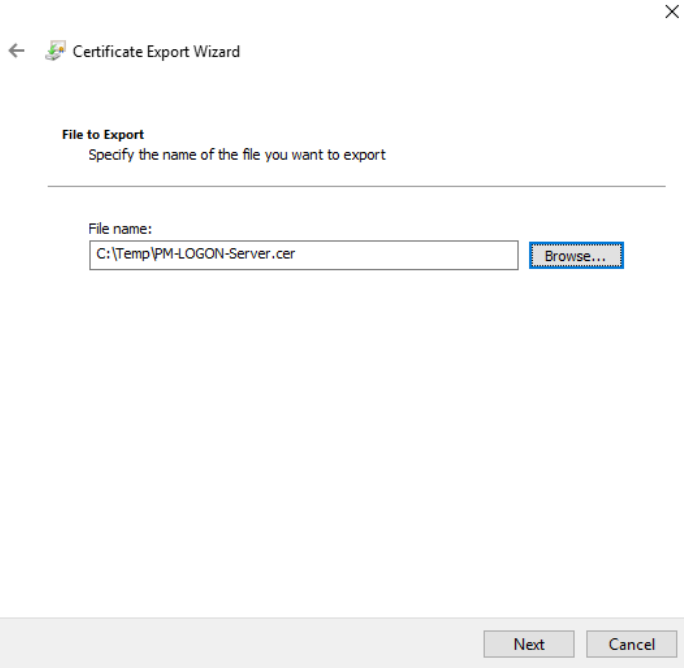 Certificate Export Wizard
File to Export
Specify the name of the file you want to export
File name:
C:\Temp\PM-LOGON-Server.cer
Browse...
Next
Cancel